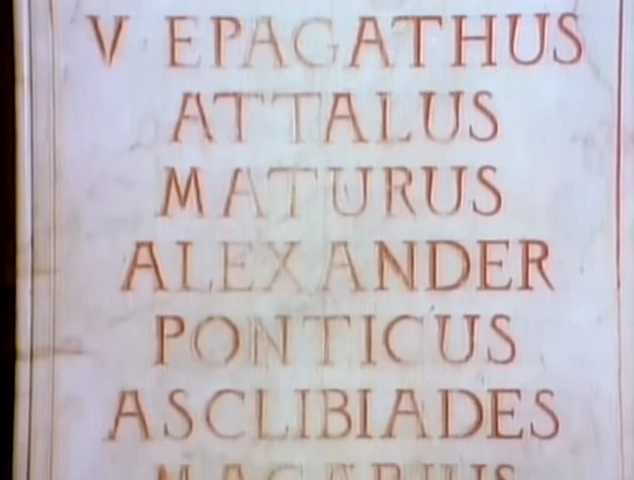 V EPAGATHUS
ATTALUS
MATURUS
ALEXANDER
PONTICUS
ASCLIBIADES